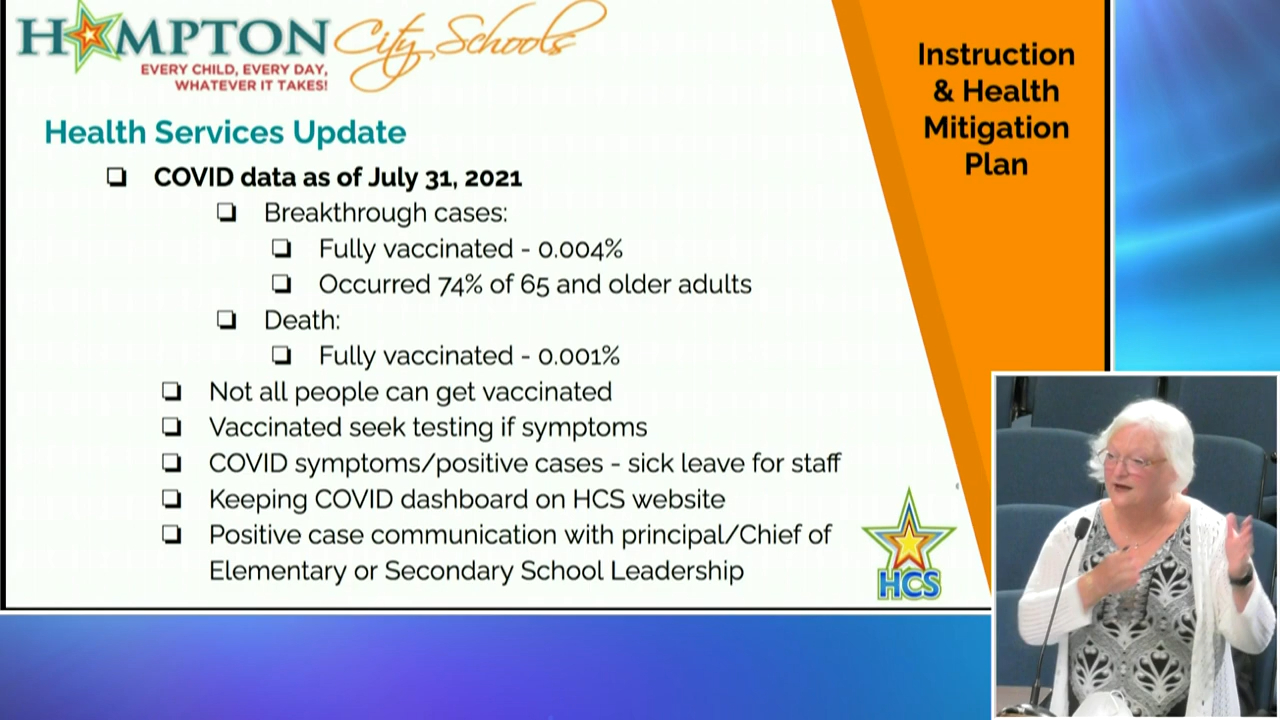 HAMPTON City Schools
EVERY CHILD, EVERY DAY,
WHATEVER IT TAKES!
Health Services Update
COVID data as of July 31, 2021
Breakthrough cases:
Fully vaccinated - 0.004%
Occurred 74% of 65 and older adults
Death:
Fully vaccinated - 0.001%
Not all people can get vaccinated
Vaccinated seek testing if symptoms
COVID symptoms/positive cases - sick leave for staff
Keeping COVID dashboard on HCS website
Positive case communication with principal/Chief of
Elementary or Secondary School Leadership
HCS
Instruction
& Health
Mitigation
Plan